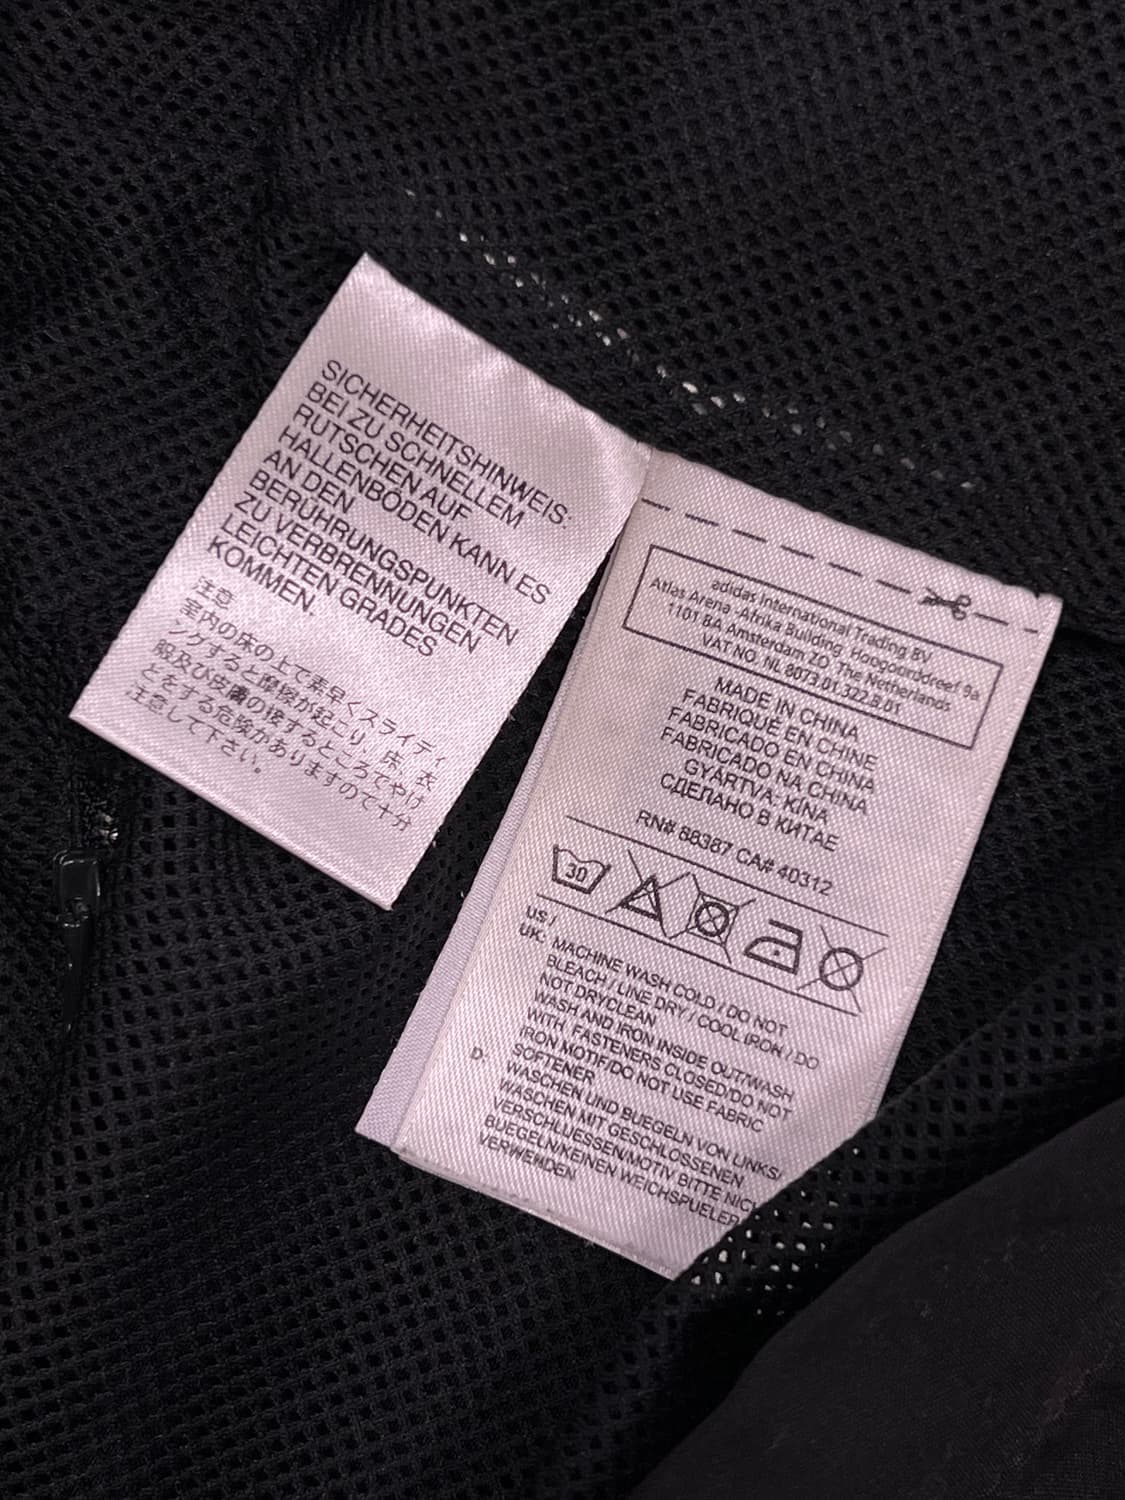 SICHERHEITSHINWEIS:
BEI ZU SCHNELLEM
RUTSCHEN AUF
HALLENBÖDEN KANN ES
AN DEN
BERÜHRUNGSPUNKTEN
ZU VERBRENNUNGEN
LEICHTEN GRADES
KOMMEN.
注意
室内の床の上で素早くスライディ
ングすると摩擦が起こり、床、衣
服及び皮膚の接するところでやけ
どをする危険がありますので十分
注意して下さい。
adidas International Trading BV
Atlas Arena -Afrika Building, Hoogoorddreef 9a
1101 BA Amsterdam ZO, The Netherlands
VAT NO. NL 8073.01.322.B.01
MADE IN CHINA
FABRIQUÉ EN CHINE
FABRICADO EN CHINA
FABRICADO NA CHINA
GYÁRTVA: KÍNA
СДЕЛАНО В КИТАЕ
RN# 88387 CA# 40312
30
US /
UK: MACHINE WASH COLD / DO NOT
BLEACH / LINE DRY / COOL IRON / DO
NOT DRYCLEAN
WASH AND IRON INSIDE OUT/WASH
WITH FASTENERS CLOSED/DO NOT
IRON MOTIF/DO NOT USE FABRIC
SOFTENER
D: WASCHEN UND BUEGELN VON LINKS/
WASCHEN MIT GESCHLOSSENEN
VERSCHLUESSEN/MOTIV BITTE NICH
BUEGELN/KEINEN WEICHSPUELER
VERWENDEN